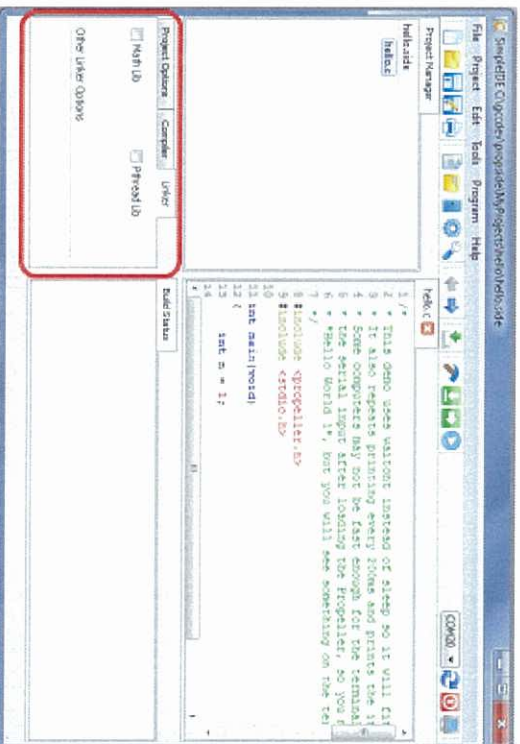 SimpleIDE C:\gccdev\propside\MyProjects\hello\hello.side
File Project Edit Tools Program Help
COM20
Project Manager
hello.side
hello.c
hello.c
1 /*
2 * This demo uses waitcnt instead of sleep so it will fit
3 * It also repeats printing every 200ms and prints the it
4 * Some computers may not be fast enough for the terminal
5 * the serial input after loading the Propeller, so you m
6 * "Hello World 1", but you will see something on the te
7 */
8 #include <propeller.h>
9 #include <stdio.h>
10
11 int main(void)
12 {
13 int n = 1;
14
Project Options Compiler Linker
Math Lib Pthread Lib
Other Linker Options
Build Status